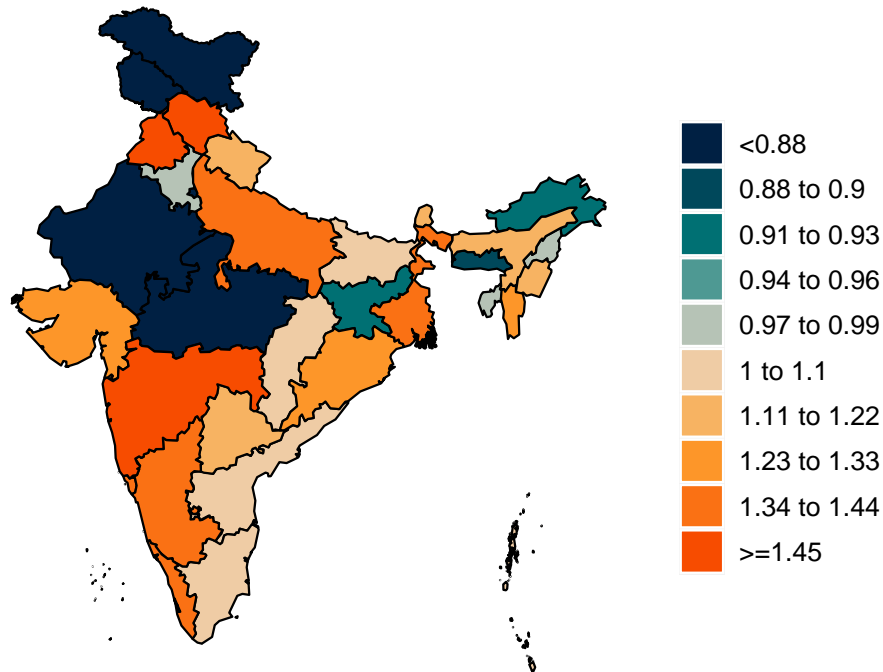 <0.88
0.88 to 0.9
0.91 to 0.93
0.94 to 0.96
0.97 to 0.99
1 to 1.1
1.11 to 1.22
1.23 to 1.33
1.34 to 1.44
>=1.45